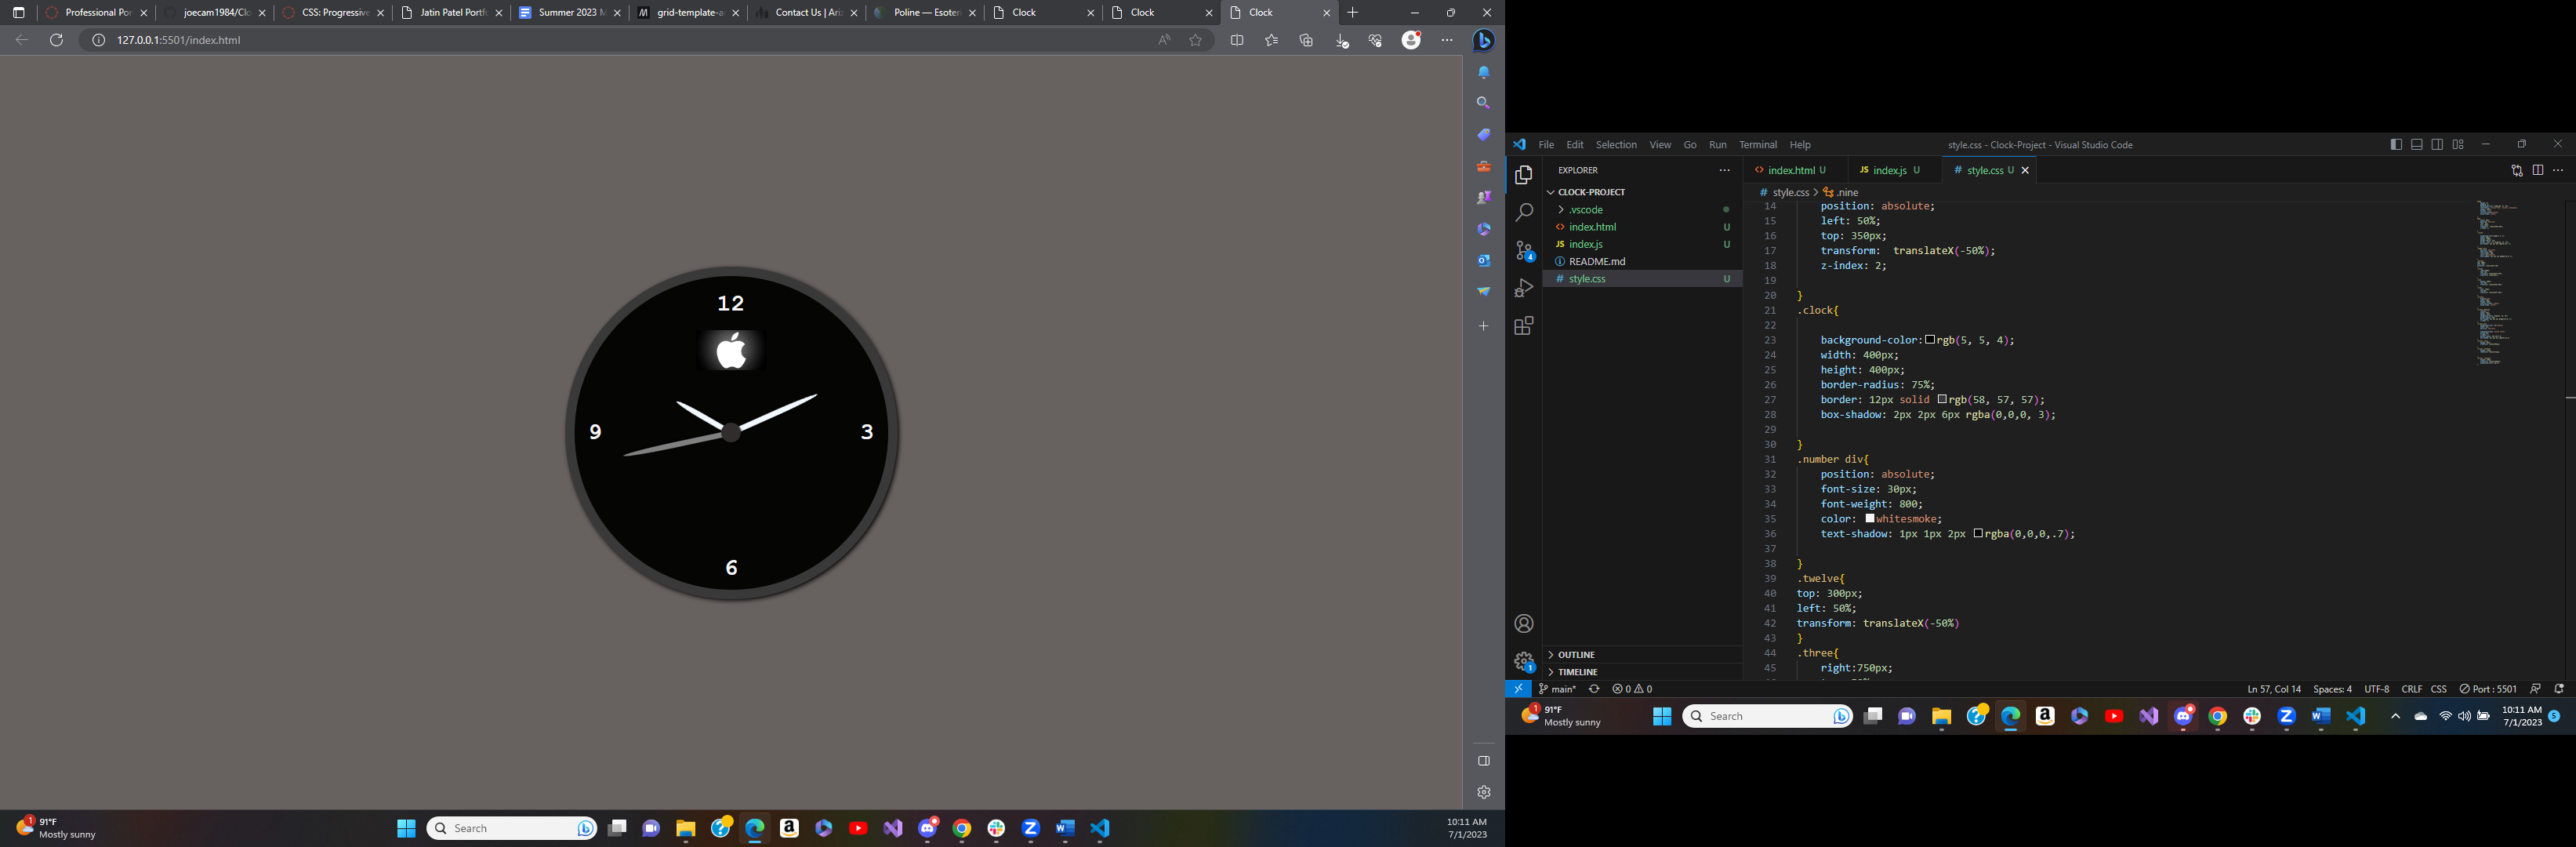 Professional Por
joecam1984/Clo
CSS: Progressive
Jatin Patel Portf
Summer 2023 M
grid-template-a
Contact Us | Ari
Poline — Esoteri
Clock
Clock
Clock
127.0.0.1:5501/index.html
12
9
3
6
91°F
Mostly sunny
Search
10:11 AM
7/1/2023
File Edit Selection View Go Run Terminal Help
style.css - Clock-Project - Visual Studio Code
EXPLORER
CLOCK-PROJECT
.vscode
index.html U
JS index.js U
README.md
# style.css U
OUTLINE
TIMELINE
index.html U
JS index.js U
# style.css U
# style.css > .nine
14 position: absolute;
15 left: 50%;
16 top: 350px;
17 transform:  translateX(-50%);
18 z-index: 2;
19
20 }
21 .clock{
22
23 background-color: rgb(5, 5, 4);
24 width: 400px;
25 height: 400px;
26 border-radius: 75%;
27 border: 12px solid rgb(58, 57, 57);
28 box-shadow: 2px 2px 6px rgba(0,0,0, 3);
29
30 }
31 .number div{
32 position: absolute;
33 font-size: 30px;
34 font-weight: 800;
35 color: whitesmoke;
36 text-shadow: 1px 1px 2px rgba(0,0,0,.7);
37
38 }
39 .twelve{
40 top: 300px;
41 left: 50%;
42 transform: translateX(-50%)
43 }
44 .three{
45 right:750px;
main* 0 0
Ln 57, Col 14 Spaces: 4 UTF-8 CRLF CSS Port : 5501
91°F
Mostly sunny
Search
10:11 AM
7/1/2023